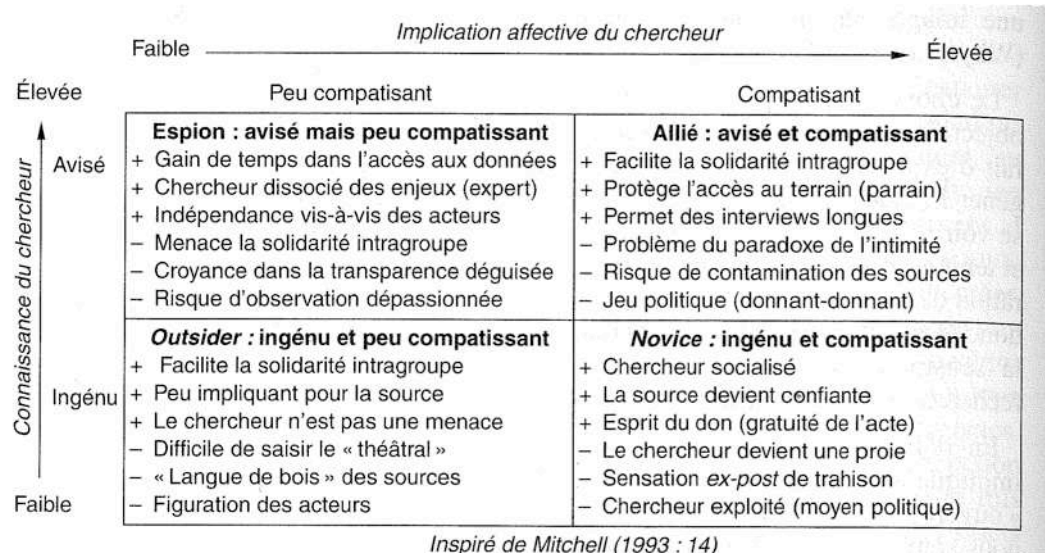 Implication affective du chercheur
Faible Élevée
Élevée Peu compatisant Compatisant
Connaissance du chercheur
Avisé
Espion : avisé mais peu compatissant
+ Gain de temps dans l'accès aux données
+ Chercheur dissocié des enjeux (expert)
+ Indépendance vis-à-vis des acteurs
– Menace la solidarité intragroupe
– Croyance dans la transparence déguisée
– Risque d'observation dépassionnée
Allié : avisé et compatissant
+ Facilite la solidarité intragroupe
+ Protège l'accès au terrain (parrain)
+ Permet des interviews longues
– Problème du paradoxe de l'intimité
– Risque de contamination des sources
– Jeu politique (donnant-donnant)
Ingénu
Outsider : ingénu et peu compatissant
+ Facilite la solidarité intragroupe
+ Peu impliquant pour la source
+ Le chercheur n'est pas une menace
– Difficile de saisir le « théâtral »
– « Langue de bois » des sources
– Figuration des acteurs
Novice : ingénu et compatissant
+ Chercheur socialisé
+ La source devient confiante
+ Esprit du don (gratuité de l'acte)
– Le chercheur devient une proie
– Sensation ex-post de trahison
– Chercheur exploité (moyen politique)
Faible
Inspiré de Mitchell (1993 : 14)